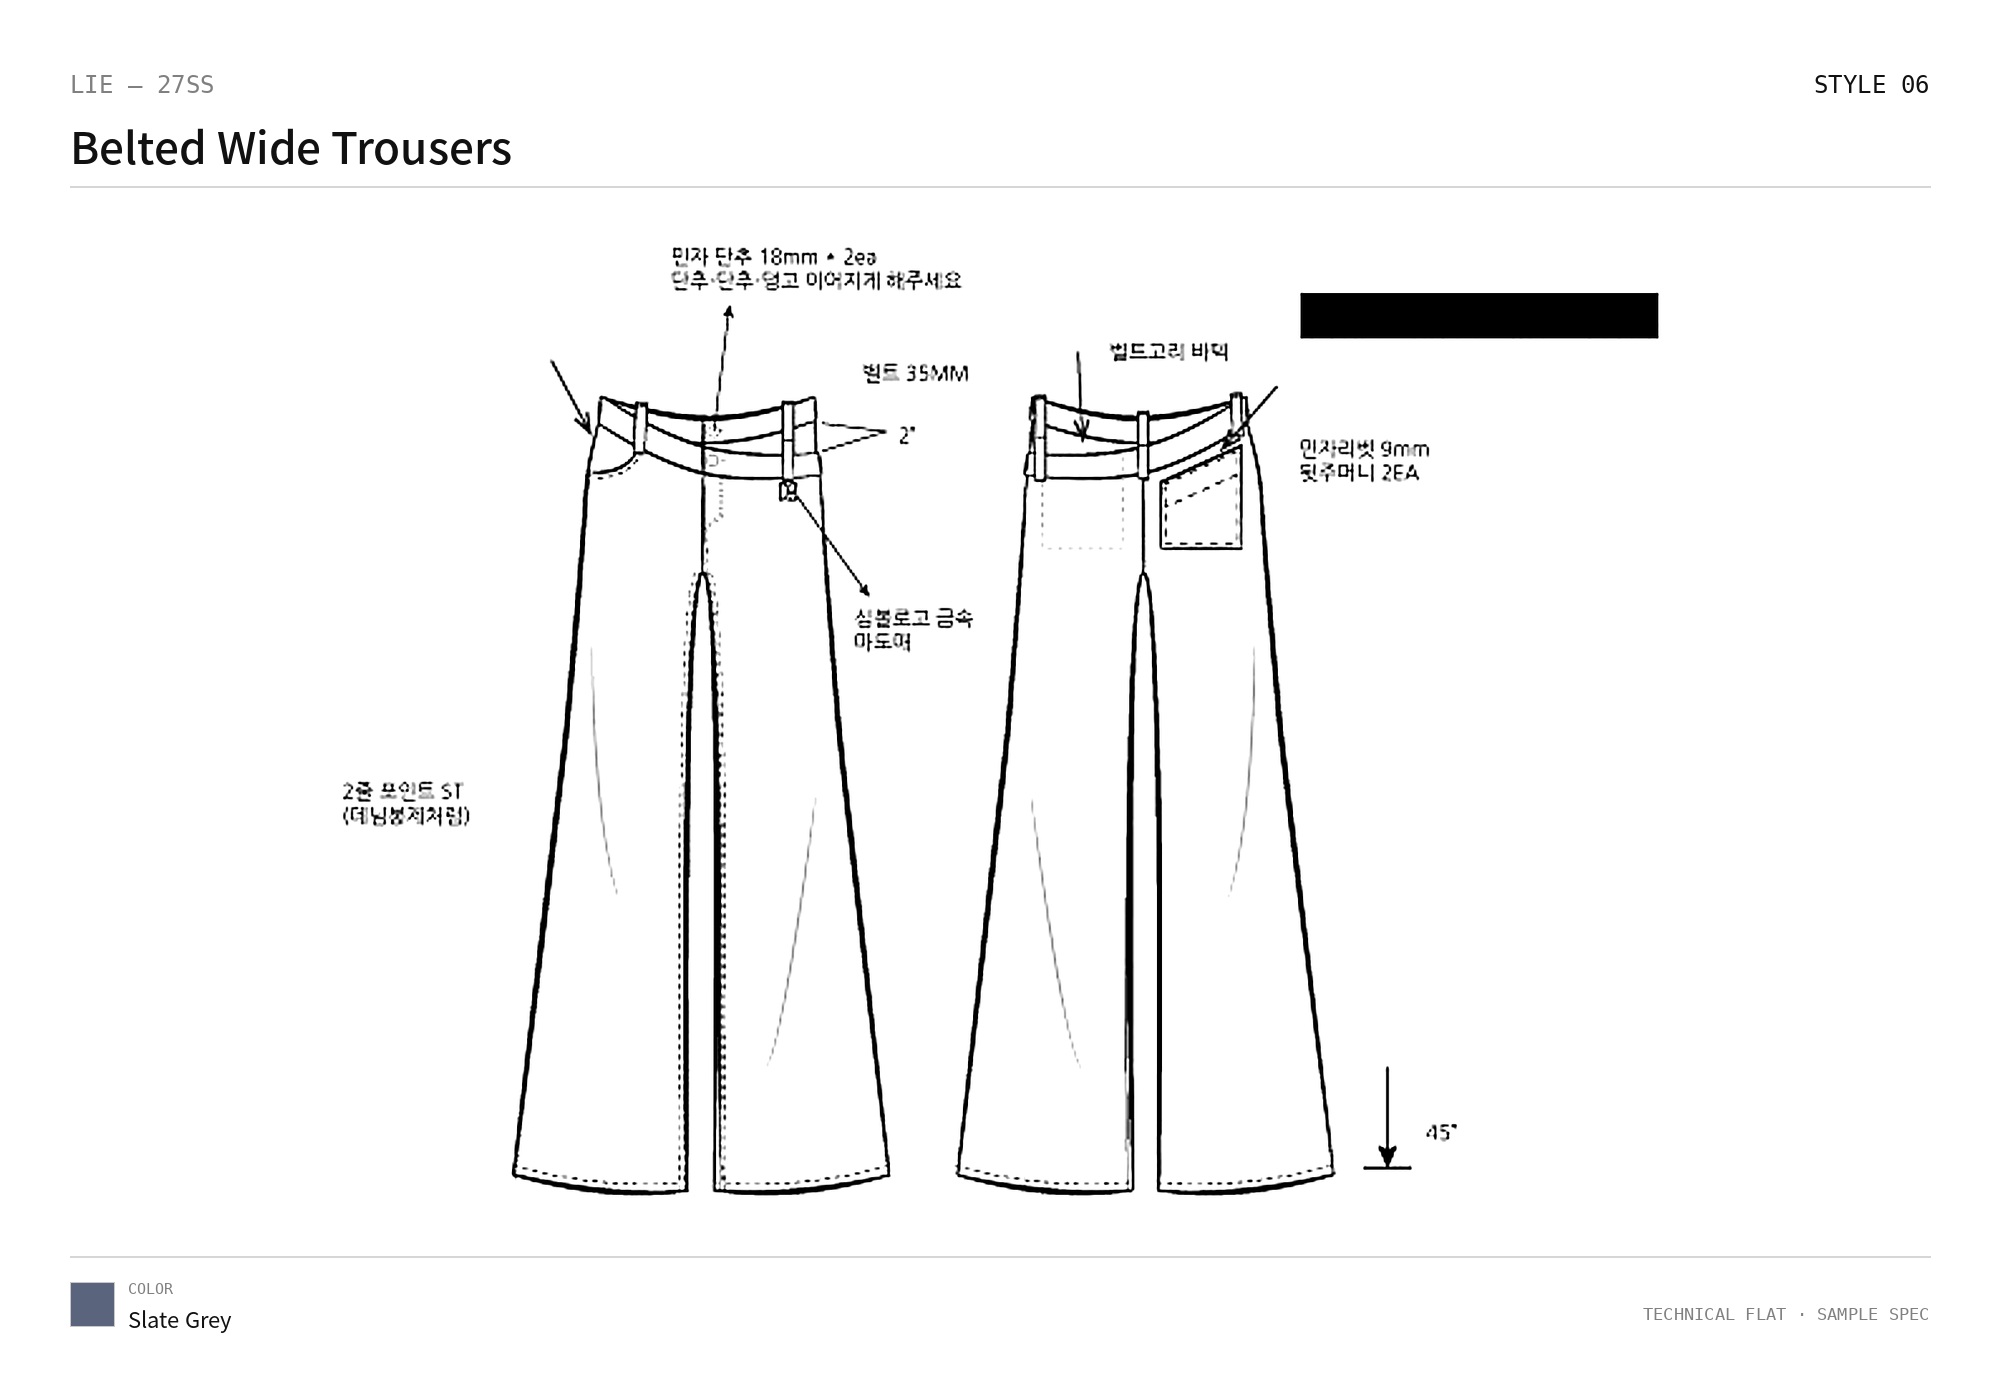 LIE — 27SS
STYLE 06
Belted Wide Trousers
민자 단추 18mm * 2ea
단추·단추·덩고 이어지게 해주세요
벨트고리 바텍
벨트 35MM
2"
민자리벳 9mm
뒷주머니 2EA
심볼로고 금속
마도메
2줄 포인트 ST
(데님봉제처럼)
45"
COLOR
Slate Grey
TECHNICAL FLAT · SAMPLE SPEC